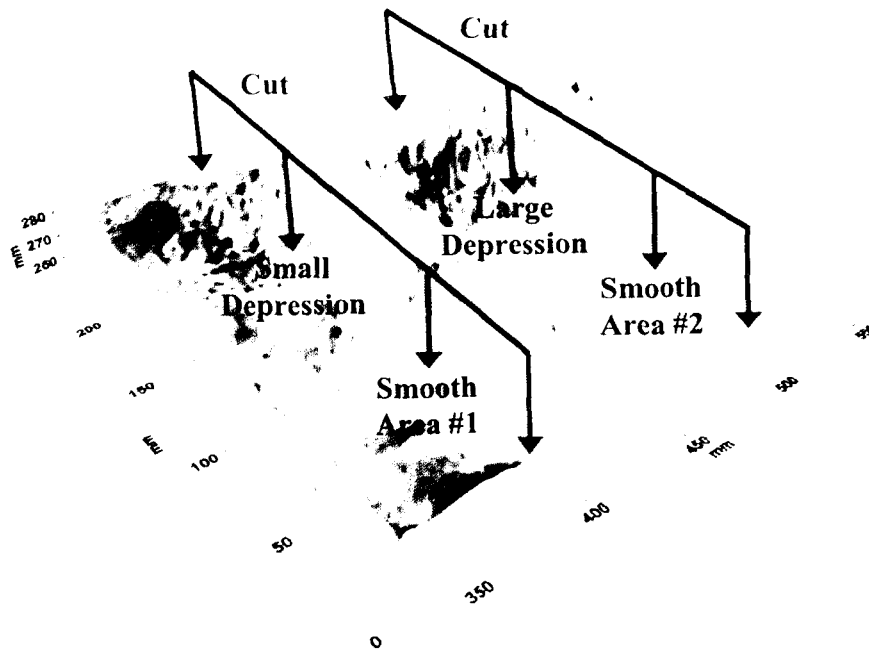 Cut
Cut
Large
Depression
Small
Depression
Smooth
Area #2
Smooth
Area #1
280
270
260
mm
200
150
mm
100
50
0
350
400
450
mm
500